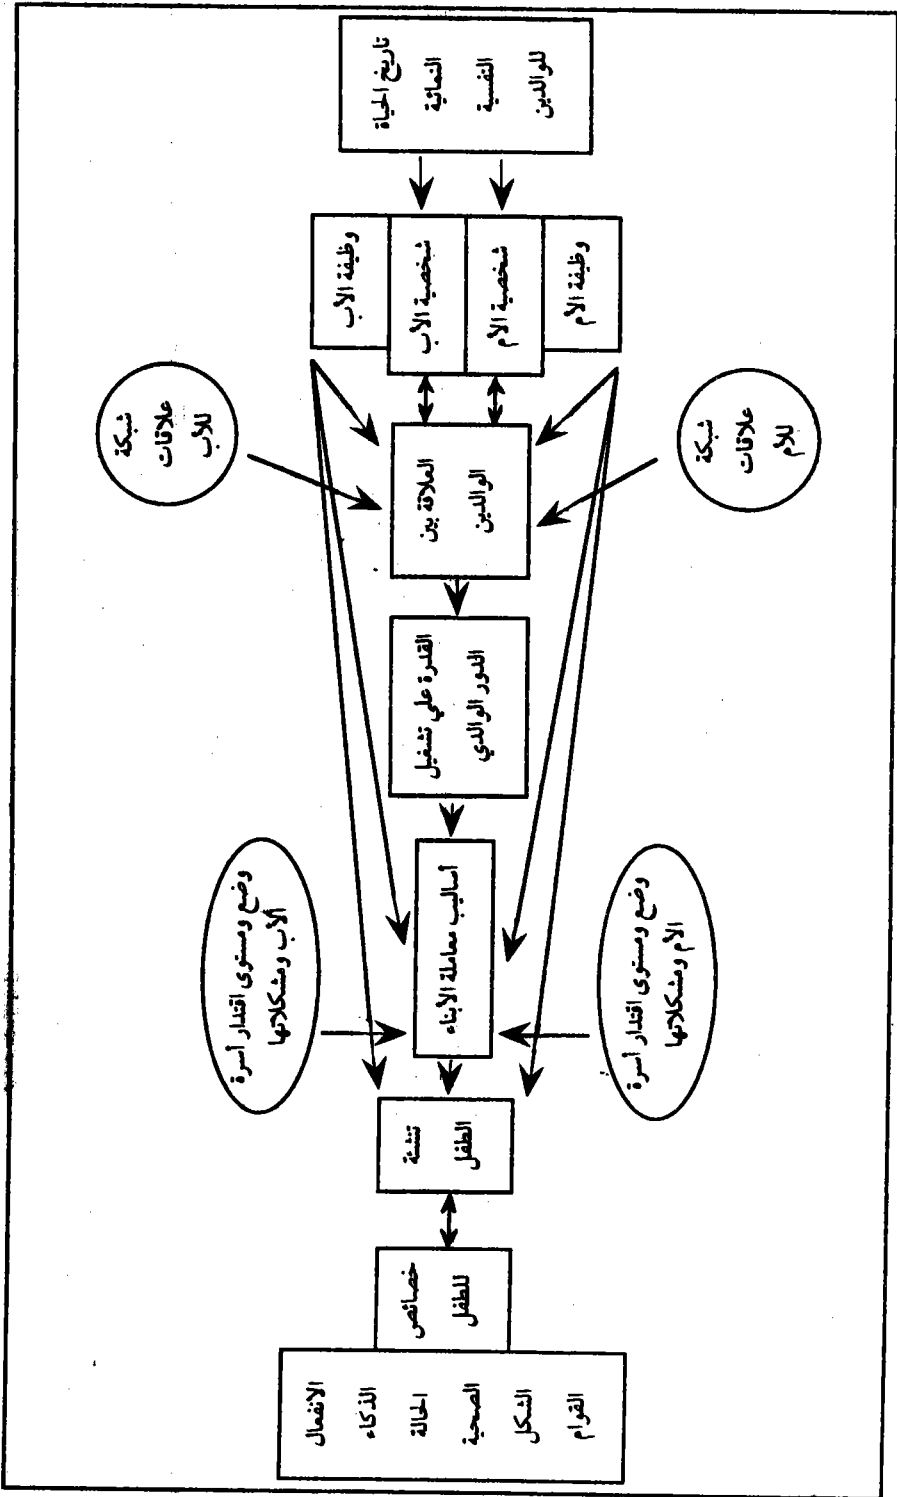 تاريخ الحياة
النمائية
النفسية
للوالدين
وظيفة الأب
شخصية الأب
شخصية الأم
وظيفة الأم
شبكة
علاقات
للأب
شبكة
علاقات
للأم
العلاقة بين
الوالدين
القدرة علي تشغيل
الدور الوالدي
وضع ومستوى اقتدار أسرة
الأب ومشكلاتها
أساليب معاملة الأبناء
وضع ومستوى اقتدار أسرة
الأم ومشكلاتها
تنشئة
الطفل
خصائص
للطفل
الانفعال
الذكاء
الحالة
الصحية
الشكل
القوام